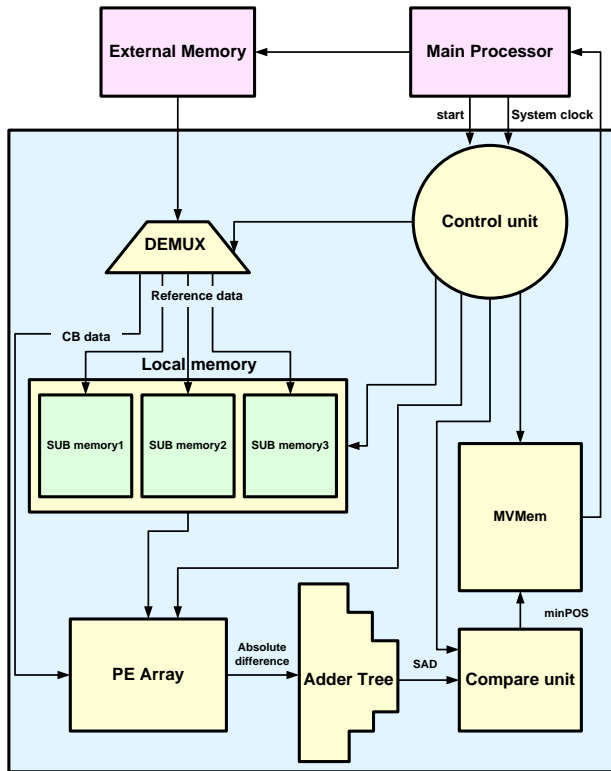 External Memory
Main Processor
start
System clock
Control unit
DEMUX
Reference data
CB data
Local memory
SUB memory1
SUB memory2
SUB memory3
MVMem
minPOS
PE Array
Absolute
difference
Adder Tree
SAD
Compare unit